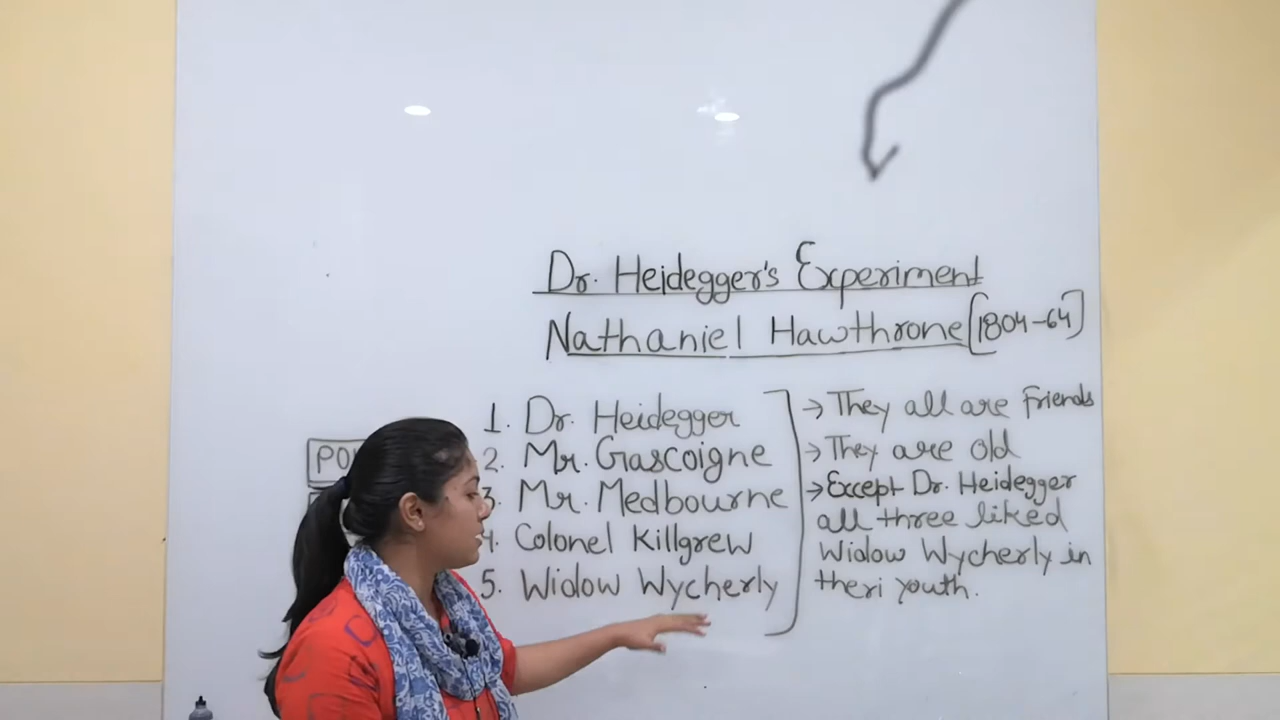 Dr. Heidegger's Experiment
Nathaniel Hawthrone [1804-64]
1. Dr. Heidegger
2. Mr. Gascoigne
3. Mr. Medbourne
4. Colonel Killgrew
5. Widow Wycherly
→ They all are friends
→ They are old
→ Except Dr. Heidegger
all three liked
Widow Wycherly in
theri youth.